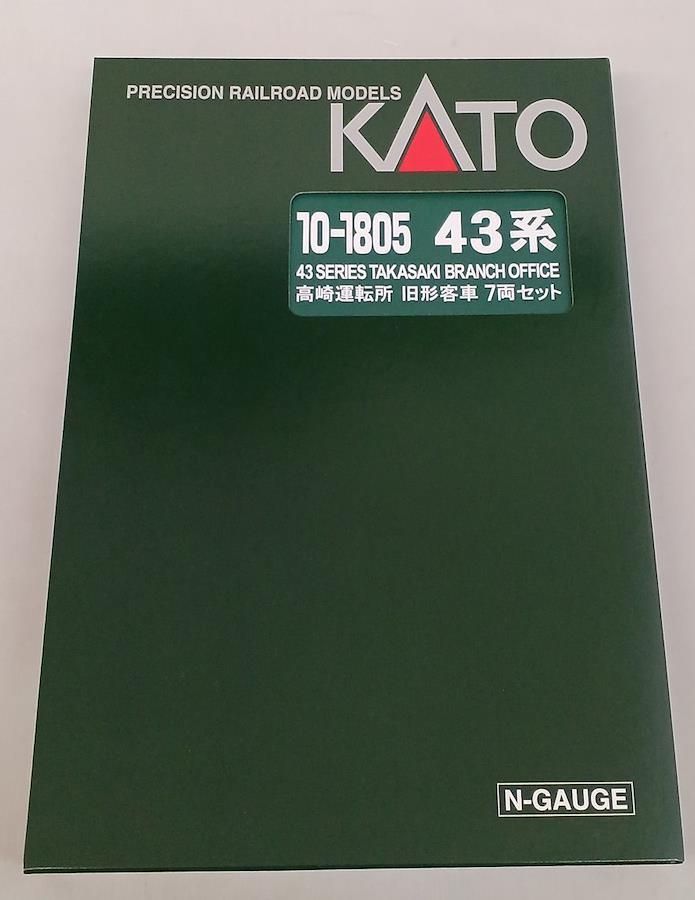 PRECISION RAILROAD MODELS
KATO
10-1805 43系
43 SERIES TAKASAKI BRANCH OFFICE
高崎運転所 旧形客車 7両セット
N-GAUGE